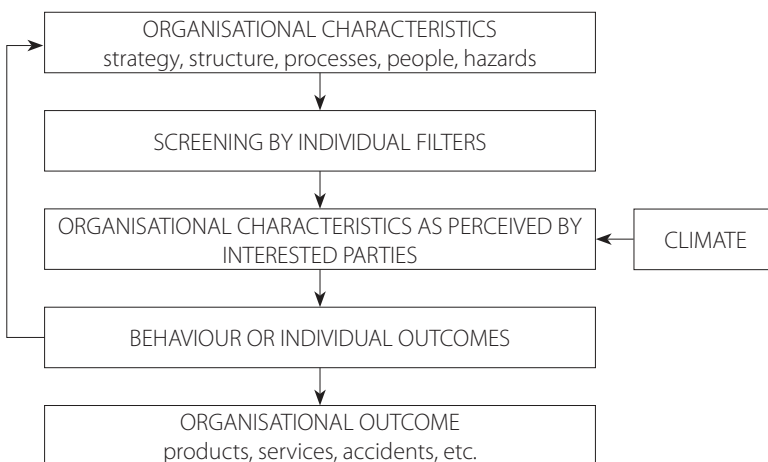 ORGANISATIONAL CHARACTERISTICS
strategy, structure, processes, people, hazards
SCREENING BY INDIVIDUAL FILTERS
ORGANISATIONAL CHARACTERISTICS AS PERCEIVED BY
INTERESTED PARTIES
CLIMATE
BEHAVIOUR OR INDIVIDUAL OUTCOMES
ORGANISATIONAL OUTCOME
products, services, accidents, etc.